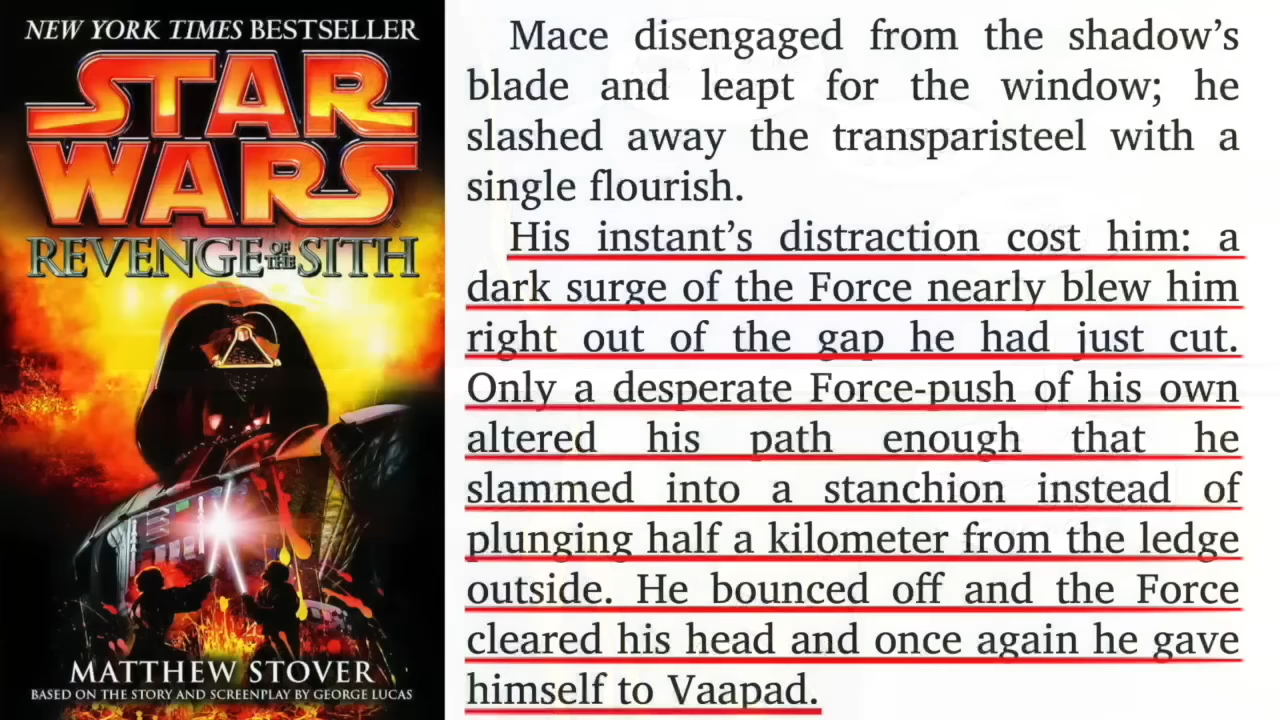 NEW YORK TIMES BESTSELLER
STAR
WARS
REVENGE OF THE SITH
MATTHEW STOVER
BASED ON THE STORY AND SCREENPLAY BY GEORGE LUCAS
Mace disengaged from the shadow’s
blade and leapt for the window; he
slashed away the transparisteel with a
single flourish.
His instant’s distraction cost him: a
dark surge of the Force nearly blew him
right out of the gap he had just cut.
Only a desperate Force-push of his own
altered his path enough that he
slammed into a stanchion instead of
plunging half a kilometer from the ledge
outside. He bounced off and the Force
cleared his head and once again he gave
himself to Vaapad.